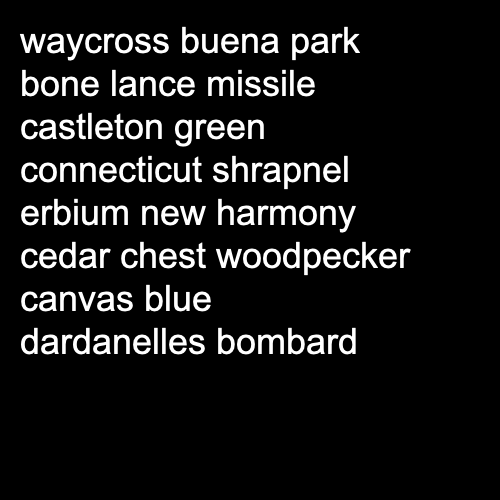 waycross buena park
bone lance missile
castleton green
connecticut shrapnel
erbium new harmony
cedar chest woodpecker
canvas blue
dardanelles bombard